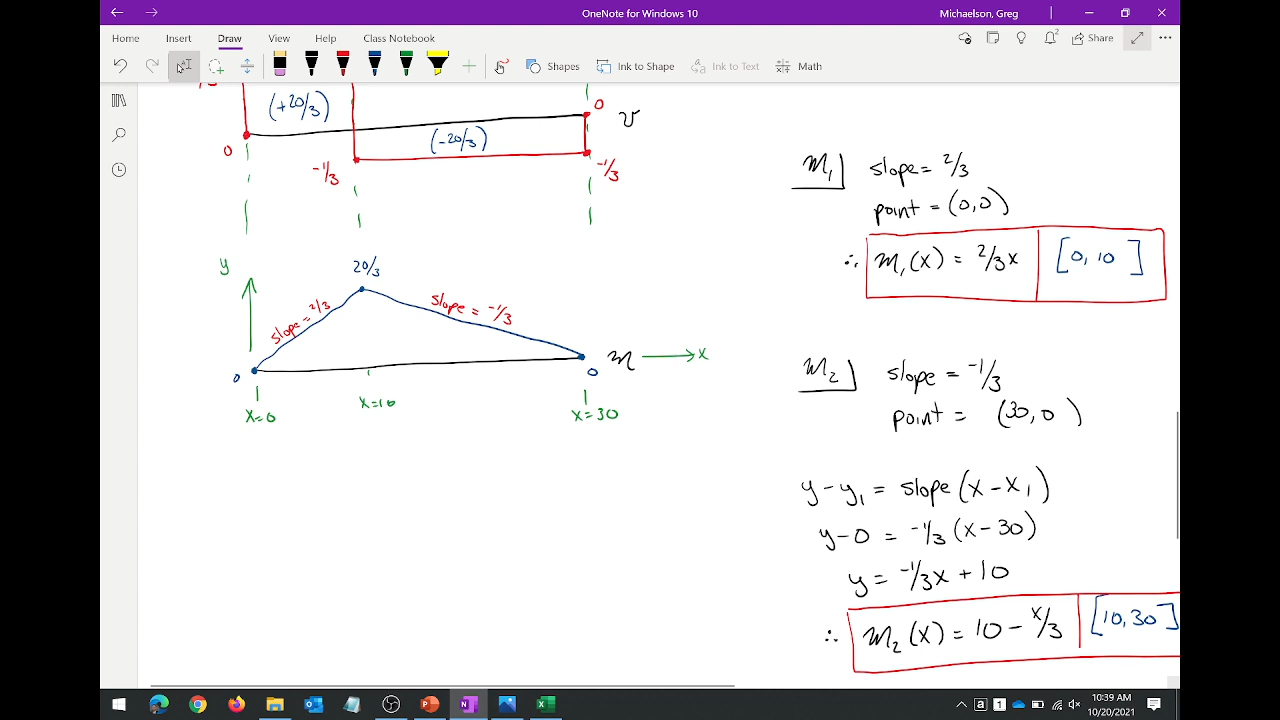 OneNote for Windows 10
Michaelson, Greg
Home Insert Draw View Help Class Notebook
Share
Shapes Ink to Shape Ink to Text Math
(+20/3)
0
(-20/3)
0
V
-1/3
-1/3
y
20/3
slope = 2/3
slope = -1/3
0
0
M
x
x=0
x=10
x=30
M1
slope = 2/3
point = (0,0)
∴ M1(x) = 2/3x [0, 10]
M2
slope = -1/3
point = (30, 0)
y-y1 = slope (x-x1)
y-0 = -1/3 (x-30)
y = -1/3x + 10
∴ M2(x) = 10 - x/3 [10,30]
10:39 AM
10/20/2021